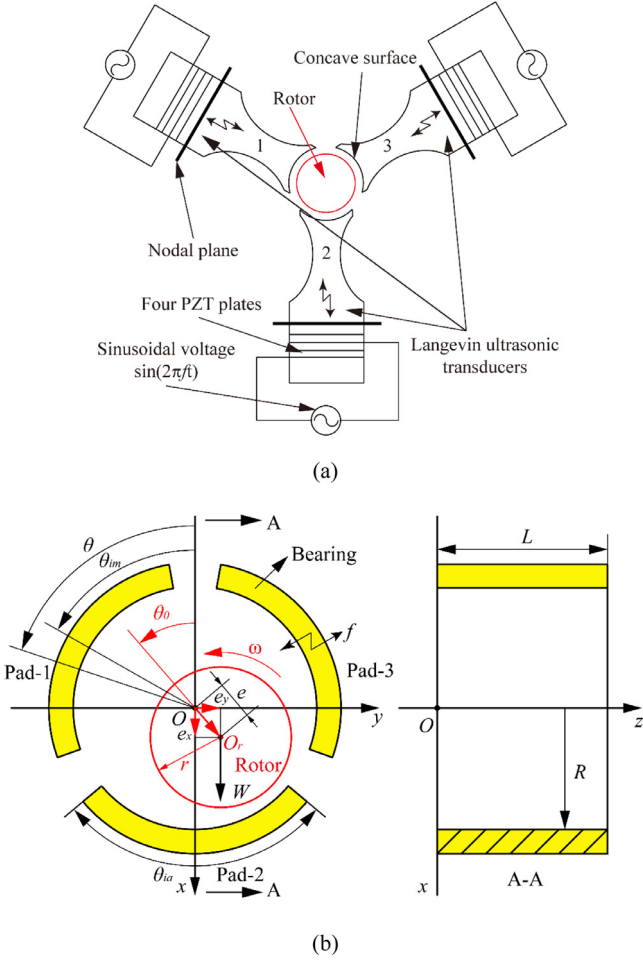 Concave surface
Rotor
1
3
2
Nodal plane
Four PZT plates
Sinusoidal voltage
sin(2πft)
Langevin ultrasonic
transducers
(a)
A
θ
θim
Bearing
L
θ0
f
Pad-1
ω
Pad-3
O
ey
e
y
O
z
ex
Or
r
Rotor
R
W
θia
Pad-2
x
A
x
A-A
(b)